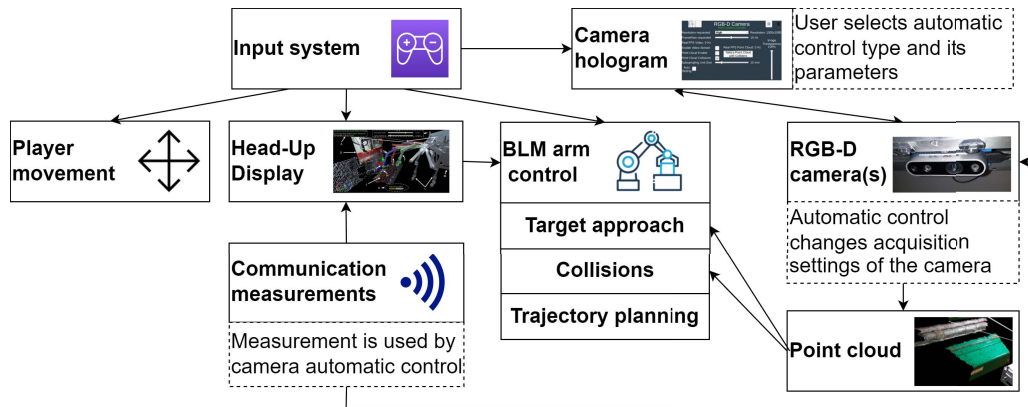 Input system
Camera
hologram
RGB-D Camera
User selects automatic
control type and its
parameters
Player
movement
Head-Up
Display
BLM arm
control
Target approach
Collisions
Trajectory planning
RGB-D
camera(s)
Automatic control
changes acquisition
settings of the camera
Communication
measurements
Measurement is used by
camera automatic control
Point cloud